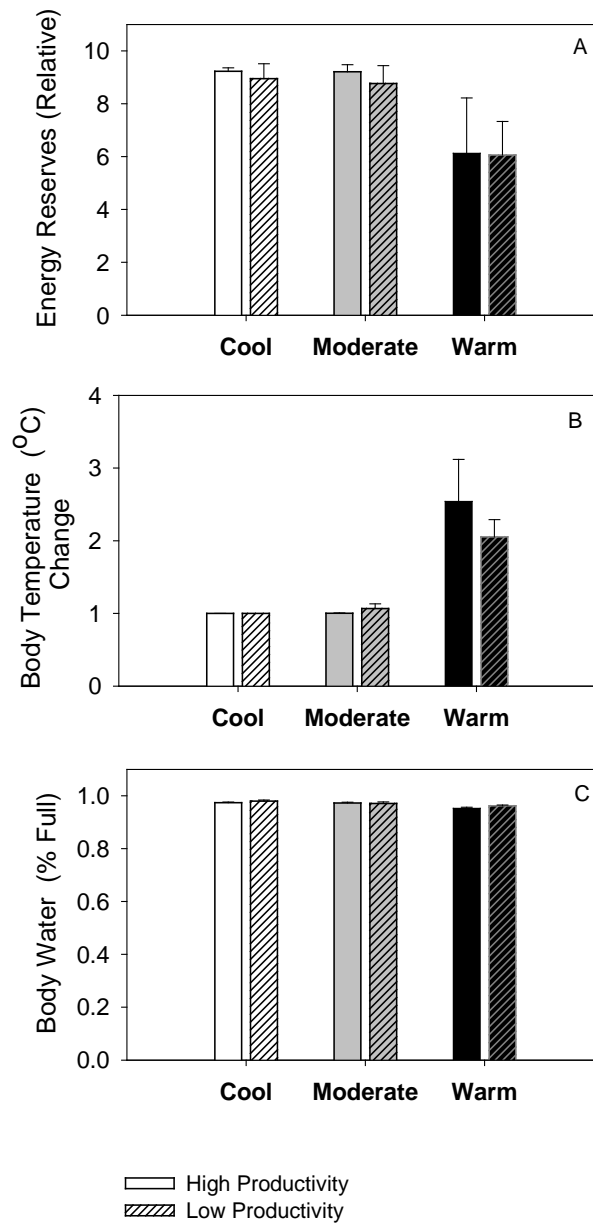 A
Energy Reserves (Relative)
10
8
6
4
2
0
Cool Moderate Warm
B
Body Temperature (oC)
Change
4
3
2
1
0
Cool Moderate Warm
C
Body Water (% Full)
1.0
0.8
0.6
0.4
0.2
0.0
Cool Moderate Warm
High Productivity
Low Productivity